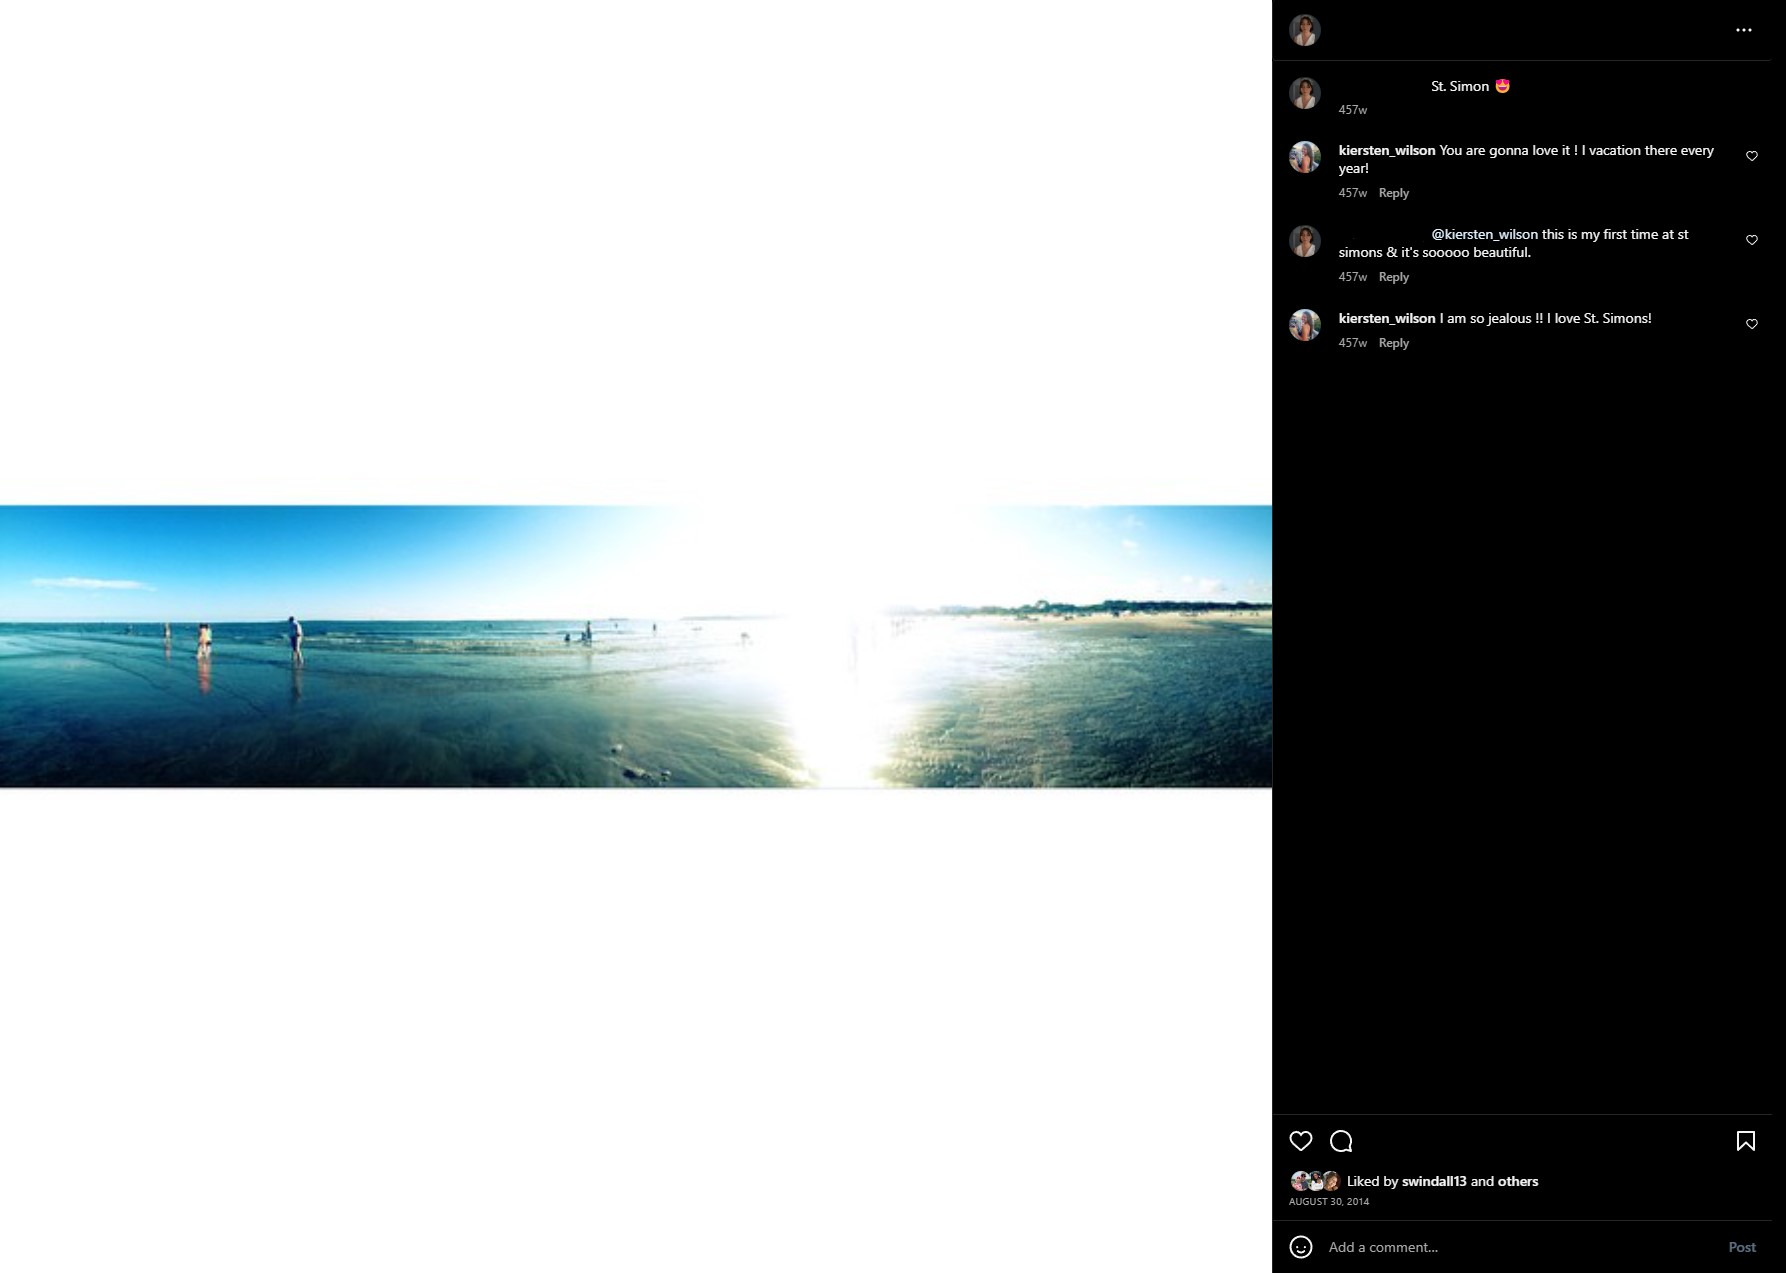 St. Simon 🤩
457w
kiersten_wilson You are gonna love it ! I vacation there every
year!
457w Reply
@kiersten_wilson this is my first time at st
simons & it's sooooo beautiful.
457w Reply
kiersten_wilson I am so jealous !! I love St. Simons!
457w Reply
Liked by swindall13 and others
AUGUST 30, 2014
Add a comment...
Post